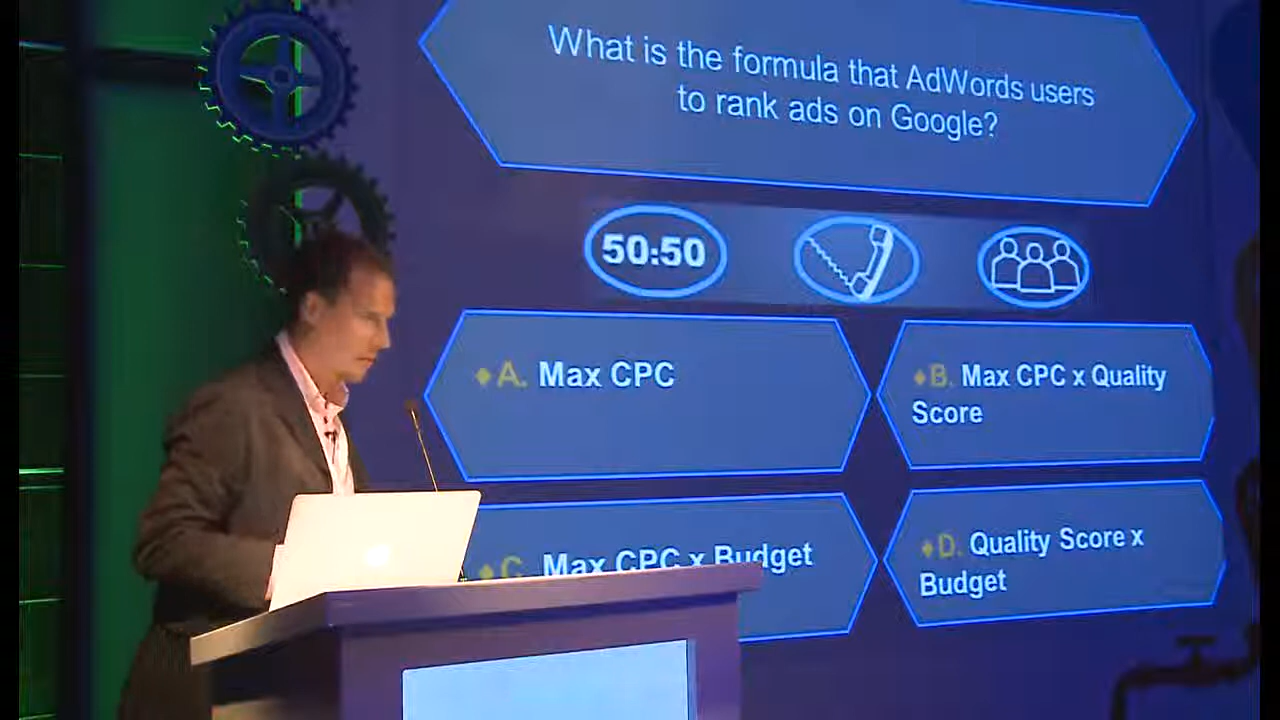 What is the formula that AdWords users
to rank ads on Google?
50:50
♦A. Max CPC
♦B. Max CPC x Quality
Score
♦C. Max CPC x Budget
♦D. Quality Score x
Budget